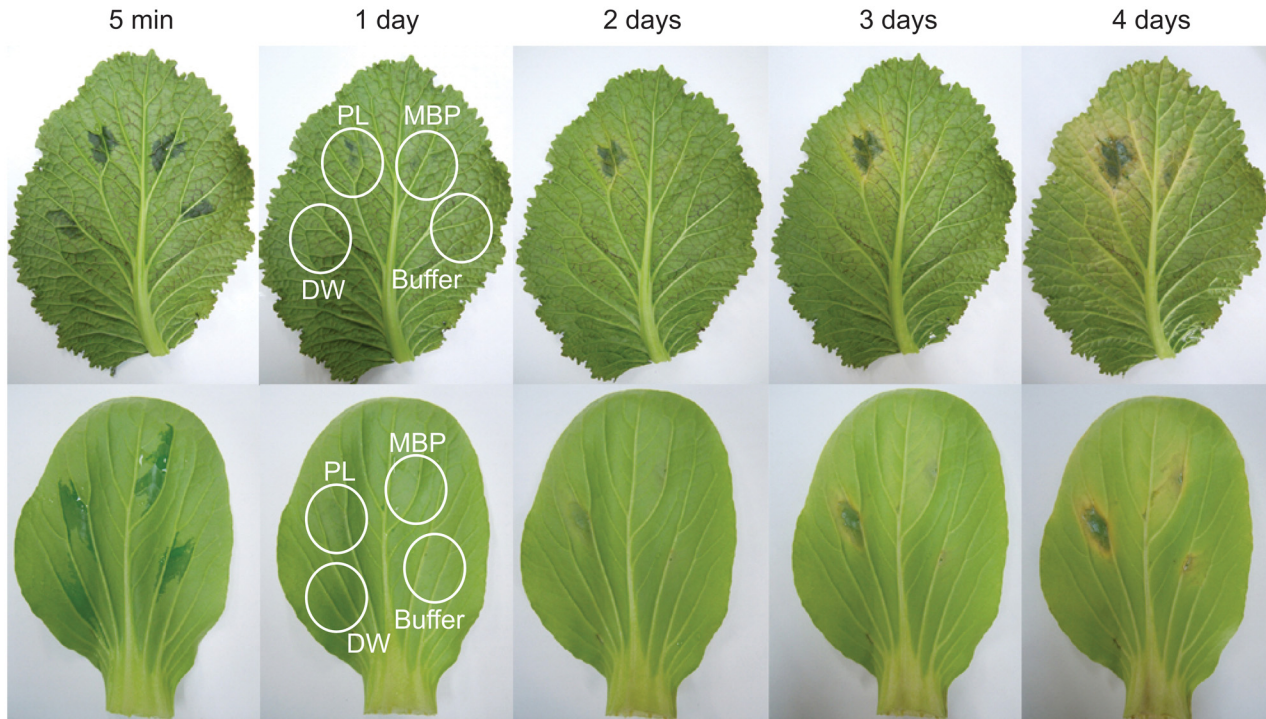 5 min 1 day 2 days 3 days 4 days
PL MBP
DW Buffer
MBP
PL
Buffer
DW